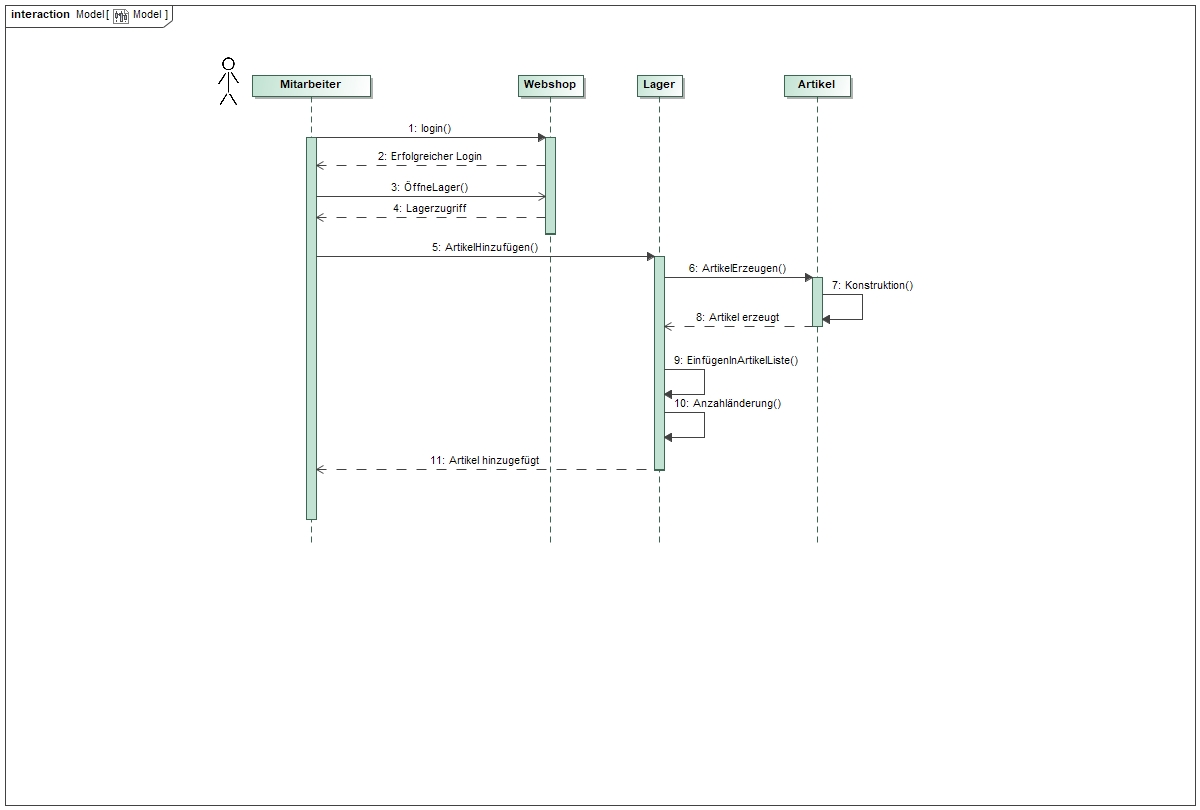 interaction Model[ Model ]
Mitarbeiter
Webshop
Lager
Artikel
1: login()
2: Erfolgreicher Login
3: ÖffneLager()
4: Lagerzugriff
5: ArtikelHinzufügen()
6: ArtikelErzeugen()
7: Konstruktion()
8: Artikel erzeugt
9: EinfügenInArtikelListe()
10: Anzahländerung()
11: Artikel hinzugefügt